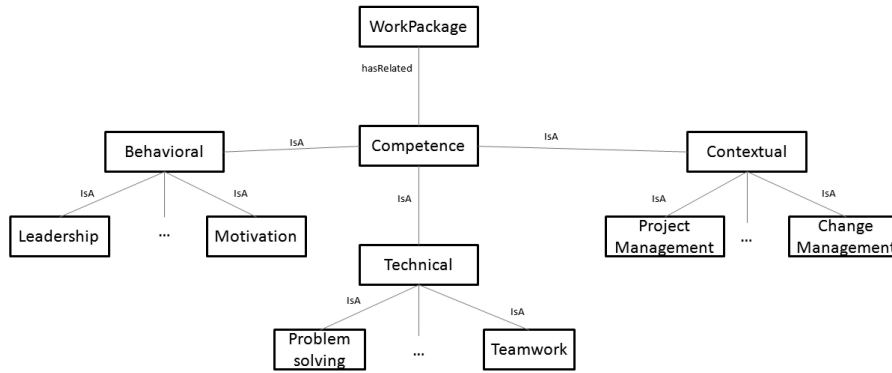 WorkPackage
hasRelated
IsA
Competence
IsA
Behavioral
Contextual
IsA
IsA
IsA
IsA
IsA
Leadership
...
Motivation
Project
Management
...
Change
Management
Technical
IsA
IsA
Problem
solving
...
Teamwork